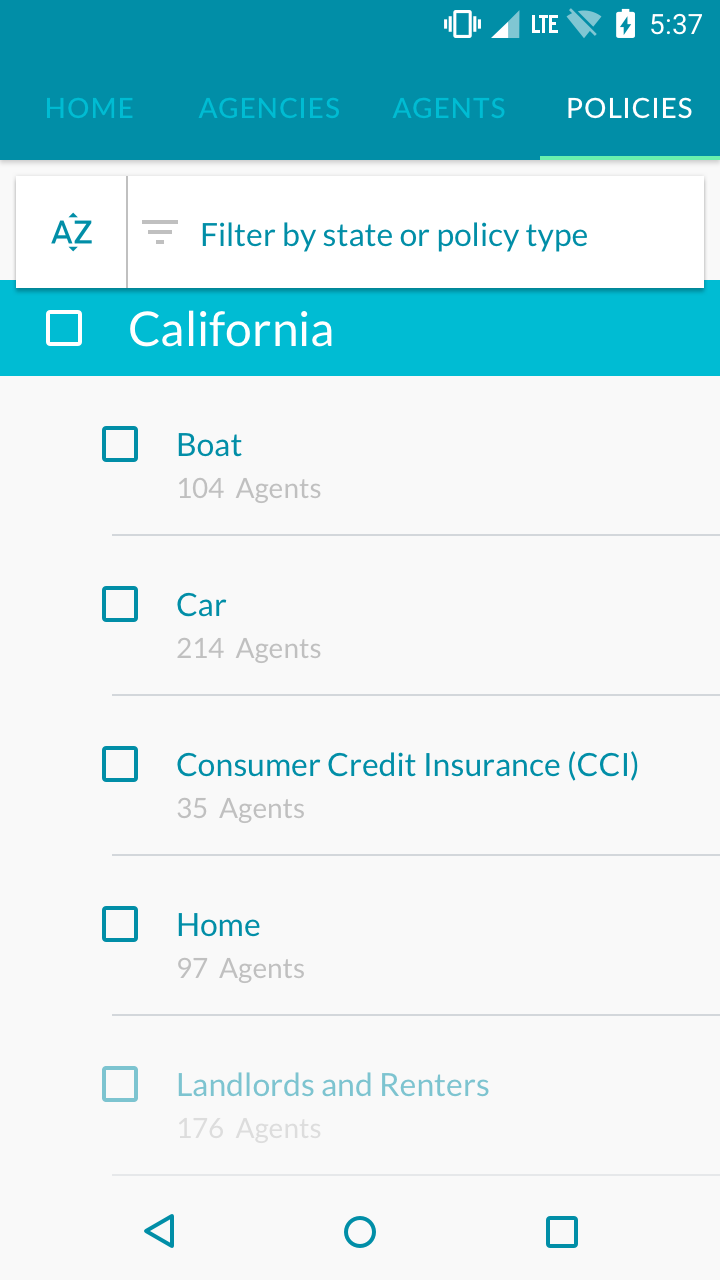 LTE 5:37
HOME AGENCIES AGENTS POLICIES
AZ Filter by state or policy type
California
Boat
104 Agents
Car
214 Agents
Consumer Credit Insurance (CCI)
35 Agents
Home
97 Agents
Landlords and Renters
176 Agents